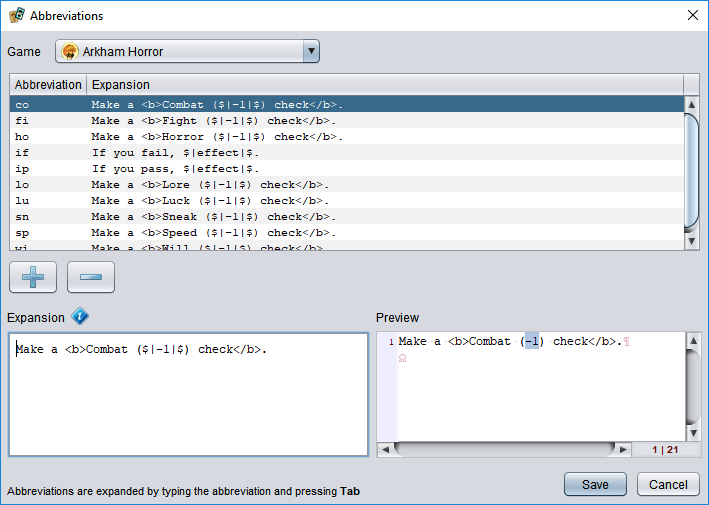 Abbreviations
Game Arkham Horror
Abbreviation Expansion
co Make a <b>Combat ($|-1|$) check</b>.
fi Make a <b>Fight ($|-1|$) check</b>.
ho Make a <b>Horror ($|-1|$) check</b>.
if If you fail, $|effect|$.
ip If you pass, $|effect|$.
lo Make a <b>Lore ($|-1|$) check</b>.
lu Make a <b>Luck ($|-1|$) check</b>.
sn Make a <b>Sneak ($|-1|$) check</b>.
sp Make a <b>Speed ($|-1|$) check</b>.
wi Make a <b>Will ($|-1|$) check</b>.
Expansion Preview
Make a <b>Combat ($|-1|$) check</b>.
1 Make a <b>Combat (-1) check</b>.¶
Ω
1 | 21
Abbreviations are expanded by typing the abbreviation and pressing Tab
Save Cancel